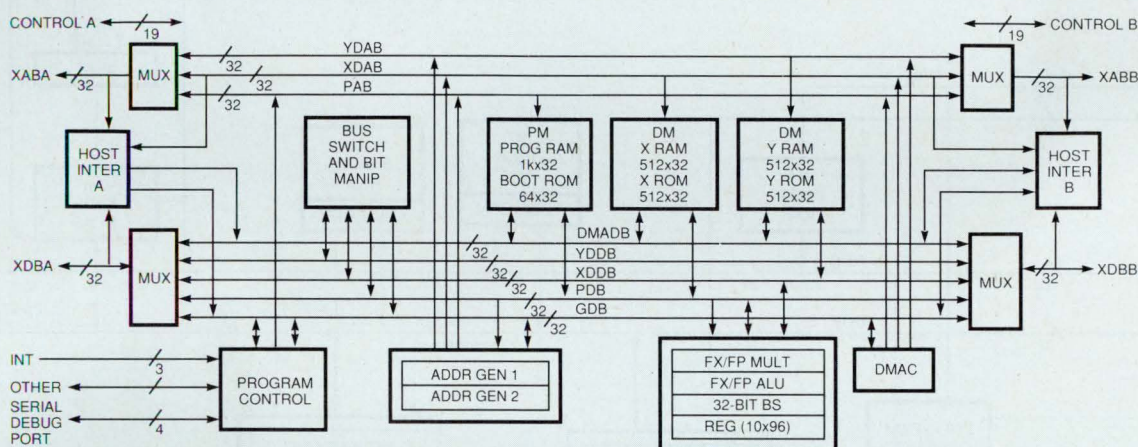 CONTROL A
19
CONTROL B
19
YDAB
32
XABA
32
MUX
XDAB
32
MUX
XABB
32
PAB
32
HOST
INTER
A
BUS
SWITCH
AND BIT
MANIP
PM
PROG RAM
1kx32
BOOT ROM
64x32
DM
X RAM
512x32
X ROM
512x32
DM
Y RAM
512x32
Y ROM
512x32
HOST
INTER
B
DMADB
32
YDDB
32
XDBA
32
MUX
XDDB
32
MUX
XDBB
32
PDB
32
GDB
32
INT
3
OTHER
SERIAL
DEBUG
PORT
4
PROGRAM
CONTROL
ADDR GEN 1
ADDR GEN 2
FX/FP MULT
FX/FP ALU
32-BIT BS
REG (10x96)
DMAC